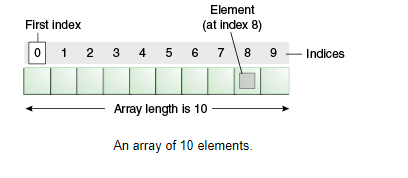 Element
(at index 8)
First index
0 1 2 3 4 5 6 7 8 9 Indices
Array length is 10
An array of 10 elements.